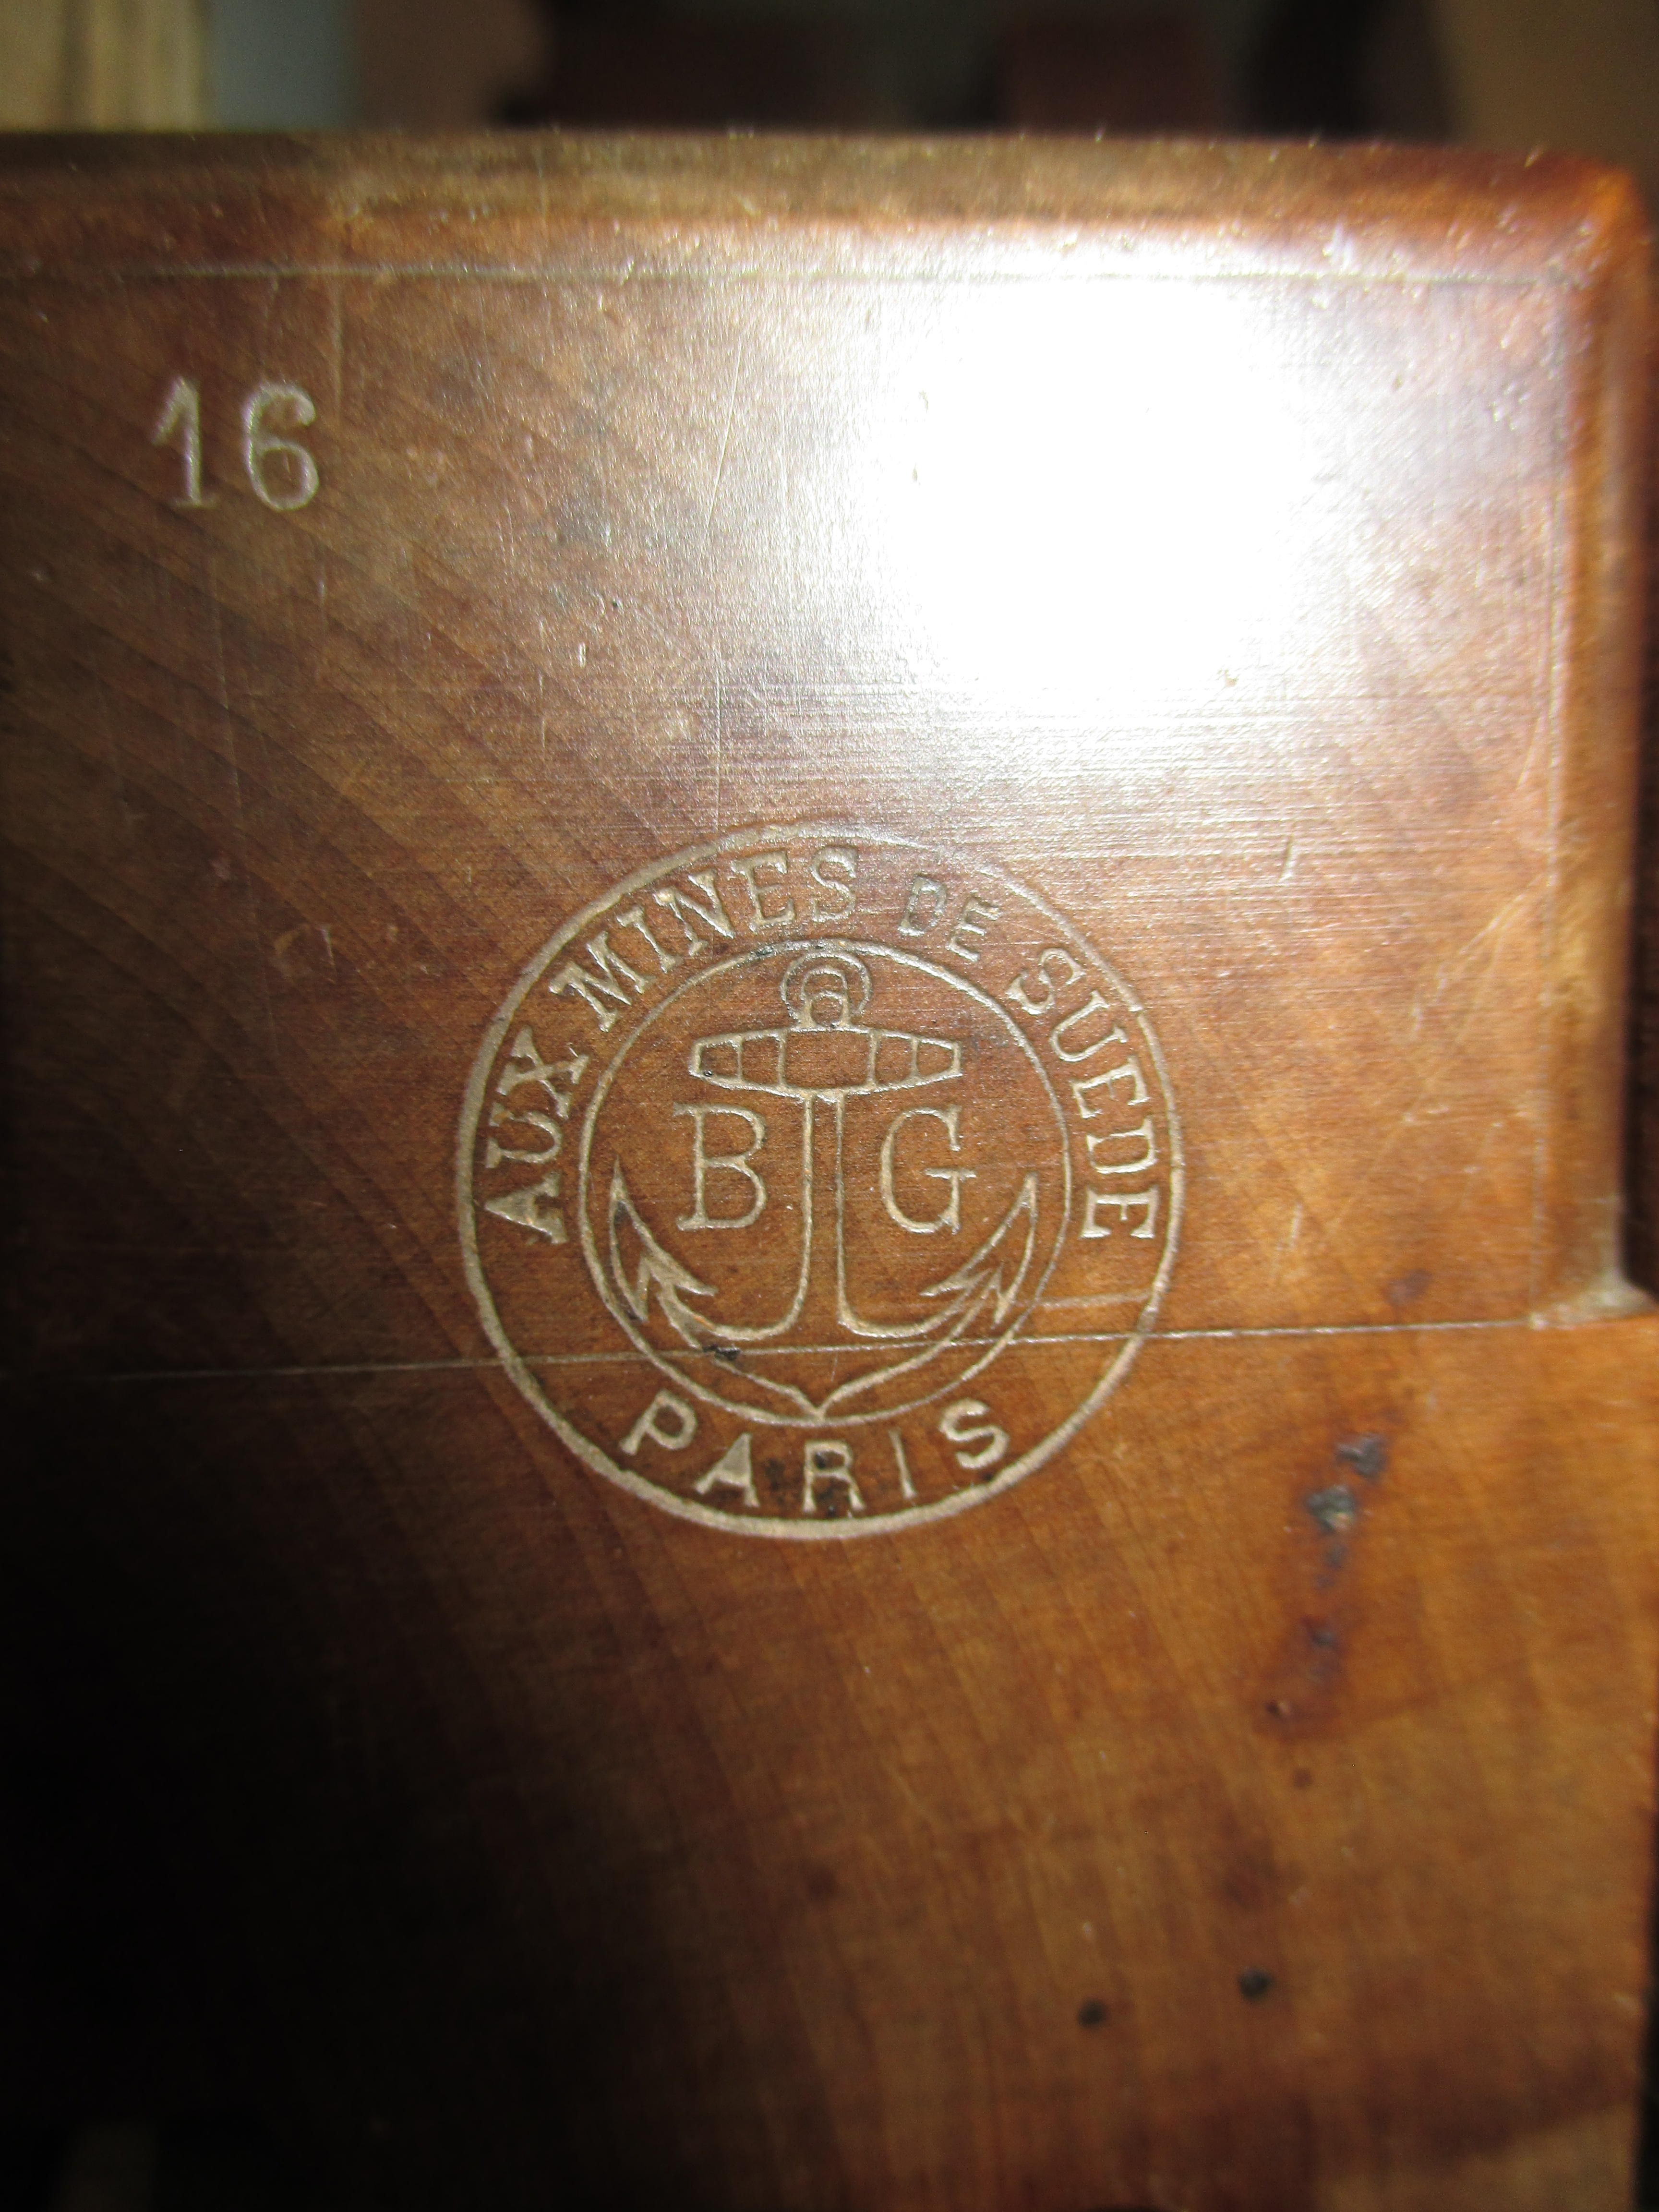 16
AUX MINES DE SUEDE
B G
PARIS